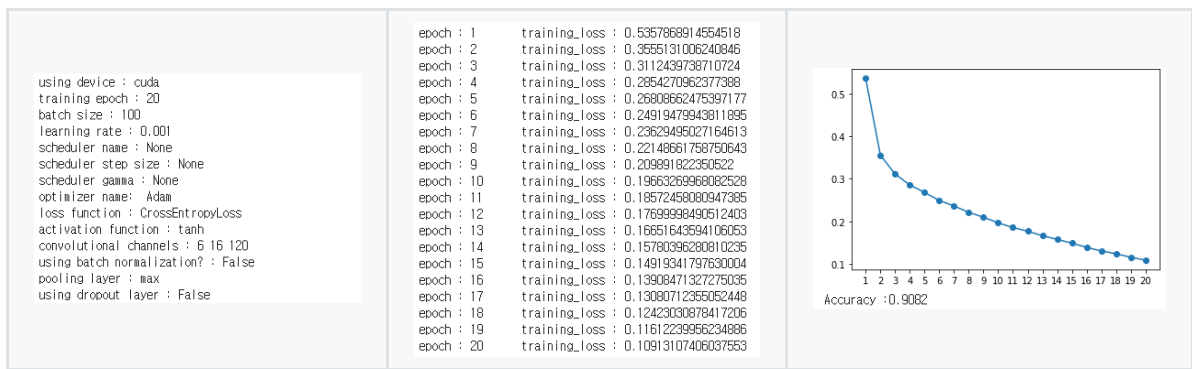 using device : cuda
training epoch : 20
batch size : 100
learning rate : 0.001
scheduler name : None
scheduler step size : None
scheduler gamma : None
optimizer name:  Adam
loss function : CrossEntropyLoss
activation function : tanh
convolutional channels : 6 16 120
using batch normalization? : False
pooling layer : max
using dropout layer : False
epoch : 1 training_loss : 0.5357868914554518
epoch : 2 training_loss : 0.3555131006240846
epoch : 3 training_loss : 0.3112439738710724
epoch : 4 training_loss : 0.2854270962377388
epoch : 5 training_loss : 0.26808662475397177
epoch : 6 training_loss : 0.24919479943811895
epoch : 7 training_loss : 0.23629495027164613
epoch : 8 training_loss : 0.22148661758750643
epoch : 9 training_loss : 0.209891822350522
epoch : 10 training_loss : 0.19663269968082528
epoch : 11 training_loss : 0.18572458080947385
epoch : 12 training_loss : 0.17699998490512403
epoch : 13 training_loss : 0.16651643594106053
epoch : 14 training_loss : 0.15780396280810235
epoch : 15 training_loss : 0.14919341797630004
epoch : 16 training_loss : 0.13908471327275035
epoch : 17 training_loss : 0.13080712355052448
epoch : 18 training_loss : 0.12423030878417206
epoch : 19 training_loss : 0.11612239956234886
epoch : 20 training_loss : 0.10913107406037553
0.5
0.4
0.3
0.2
0.1
1 2 3 4 5 6 7 8 9 10 11 12 13 14 15 16 17 18 19 20
Accuracy :0.9082